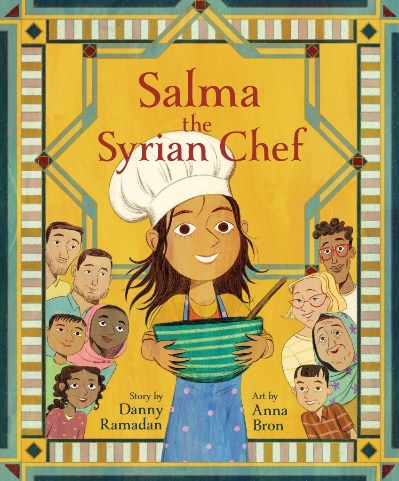 Salma
the
Syrian Chef
Story by
Danny
Ramadan
Art by
Anna
Bron